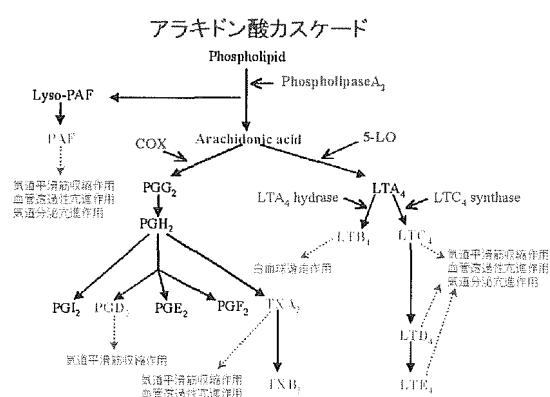 アラキドン酸カスケード
Phospholipid
PhospholipaseA₂
Lyso-PAF
PAF
Arachidonic acid
COX
5-LO
気道平滑筋収縮作用
血管透過性亢進作用
気道分泌亢進作用
PGG₂
LTA₄ hydrase
LTA₄
LTC₄ synthase
PGH₂
LTB₄
LTC₄
白血球遊走作用
気道平滑筋収縮作用
血管透過性亢進作用
気道分泌亢進作用
PGI₂
PGD₂
PGE₂
PGF₂
TXA₂
LTD₄
気道平滑筋収縮作用
気道平滑筋収縮作用
血管透過性亢進作用
TXB₂
LTE₄